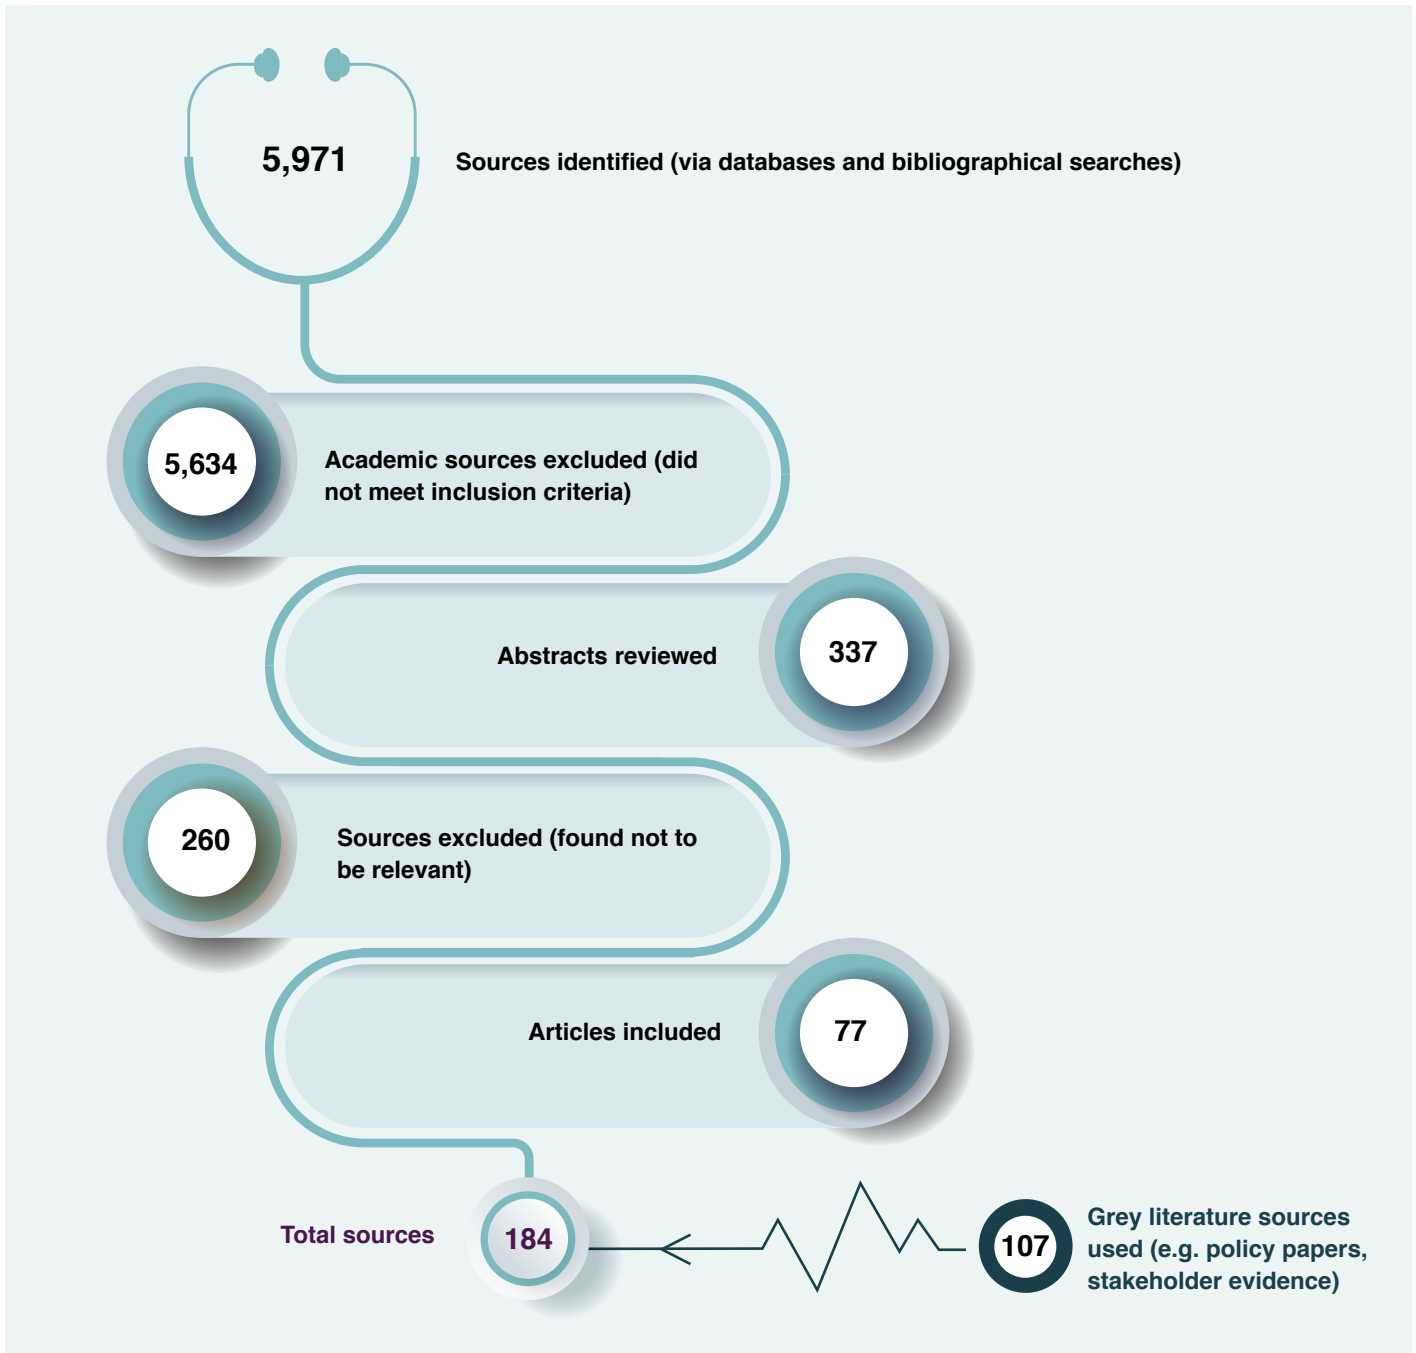 5,971
Sources identified (via databases and bibliographical searches)
5,634
Academic sources excluded (did
not meet inclusion criteria)
Abstracts reviewed
337
260
Sources excluded (found not to
be relevant)
Articles included
77
Total sources
184
107
Grey literature sources
used (e.g. policy papers,
stakeholder evidence)